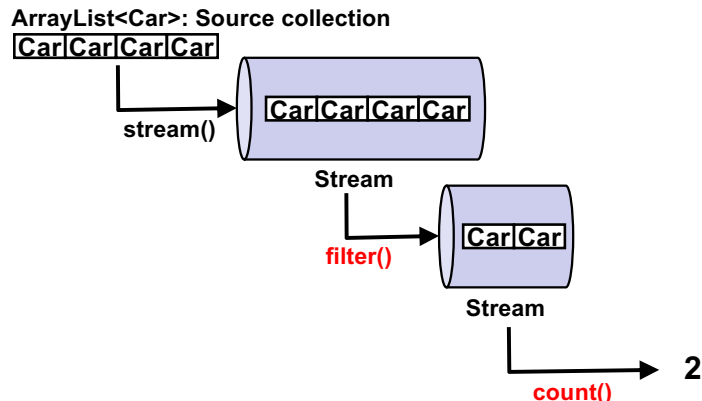 ArrayList<Car>: Source collection
Car Car Car Car
Car Car Car Car
stream()
Stream
Car Car
filter()
Stream
2
count()